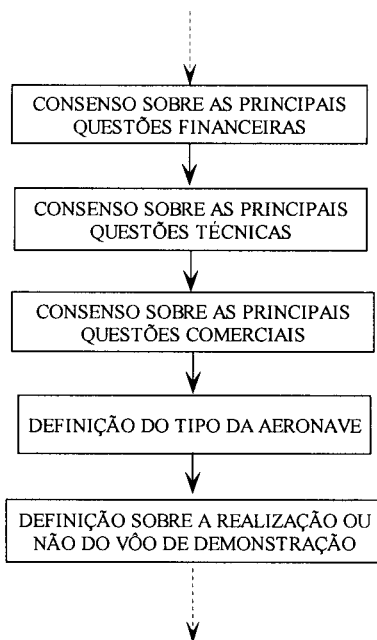 CONSENSO SOBRE AS PRINCIPAIS
QUESTÕES FINANCEIRAS
CONSENSO SOBRE AS PRINCIPAIS
QUESTÕES TÉCNICAS
CONSENSO SOBRE AS PRINCIPAIS
QUESTÕES COMERCIAIS
DEFINIÇÃO DO TIPO DA AERONAVE
DEFINIÇÃO SOBRE A REALIZAÇÃO OU
NÃO DO VÔO DE DEMONSTRAÇÃO